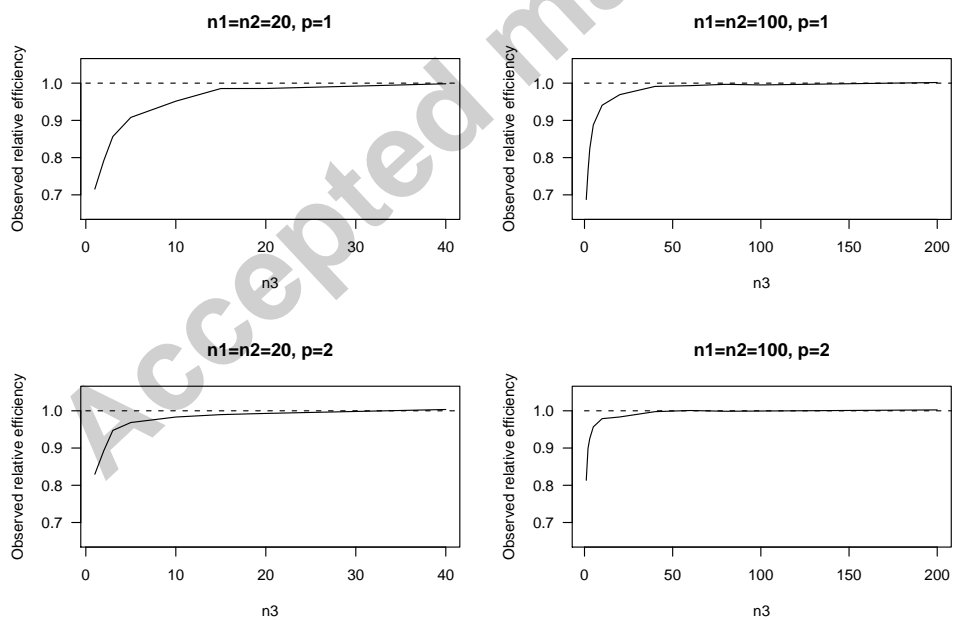 n1=n2=20, p=1
Observed relative efficiency
1.0
0.9
0.8
0.7
0 10 20 30 40
n3
n1=n2=100, p=1
Observed relative efficiency
1.0
0.9
0.8
0.7
0 50 100 150 200
n3
n1=n2=20, p=2
Observed relative efficiency
1.0
0.9
0.8
0.7
0 10 20 30 40
n3
n1=n2=100, p=2
Observed relative efficiency
1.0
0.9
0.8
0.7
0 50 100 150 200
n3
Accepted